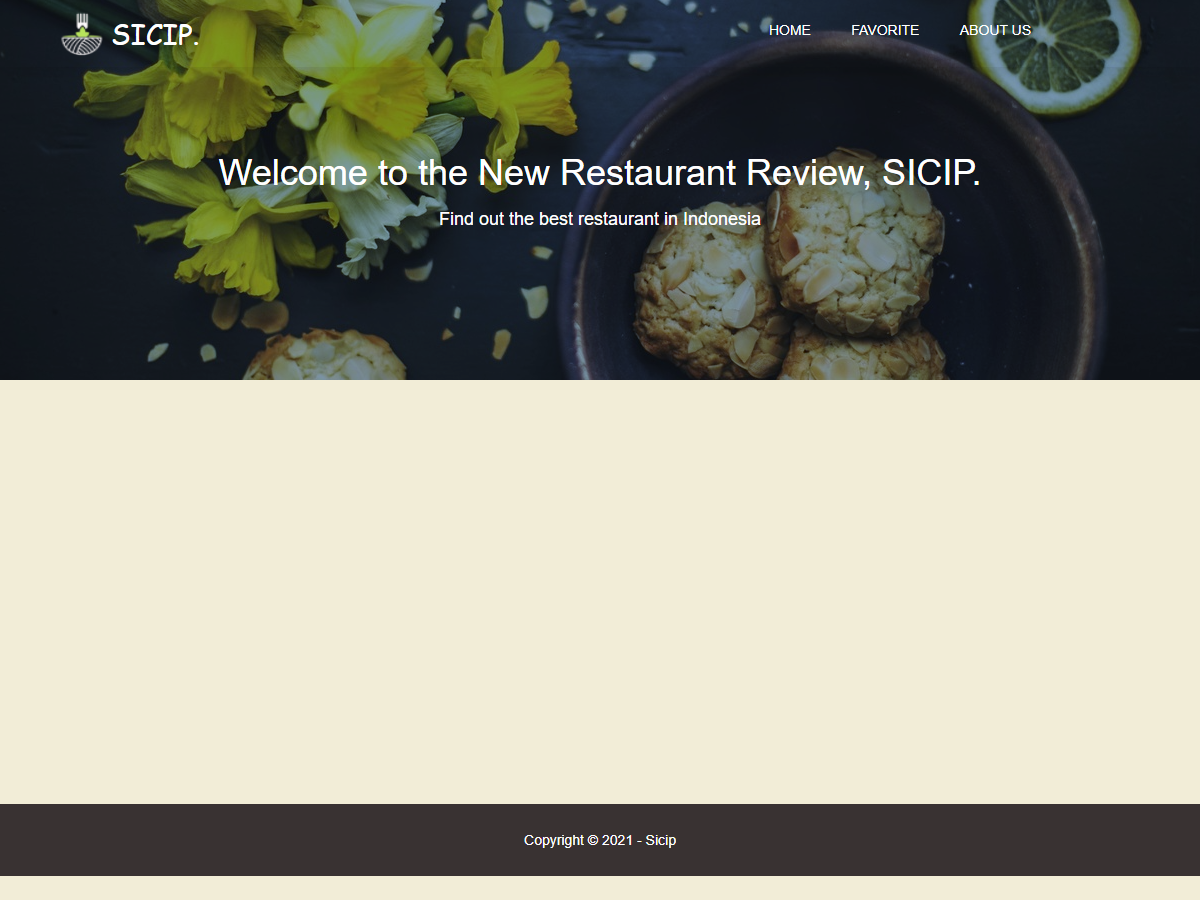 SICIP.
HOME
FAVORITE
ABOUT US
Welcome to the New Restaurant Review, SICIP.
Find out the best restaurant in Indonesia
Copyright © 2021 - Sicip